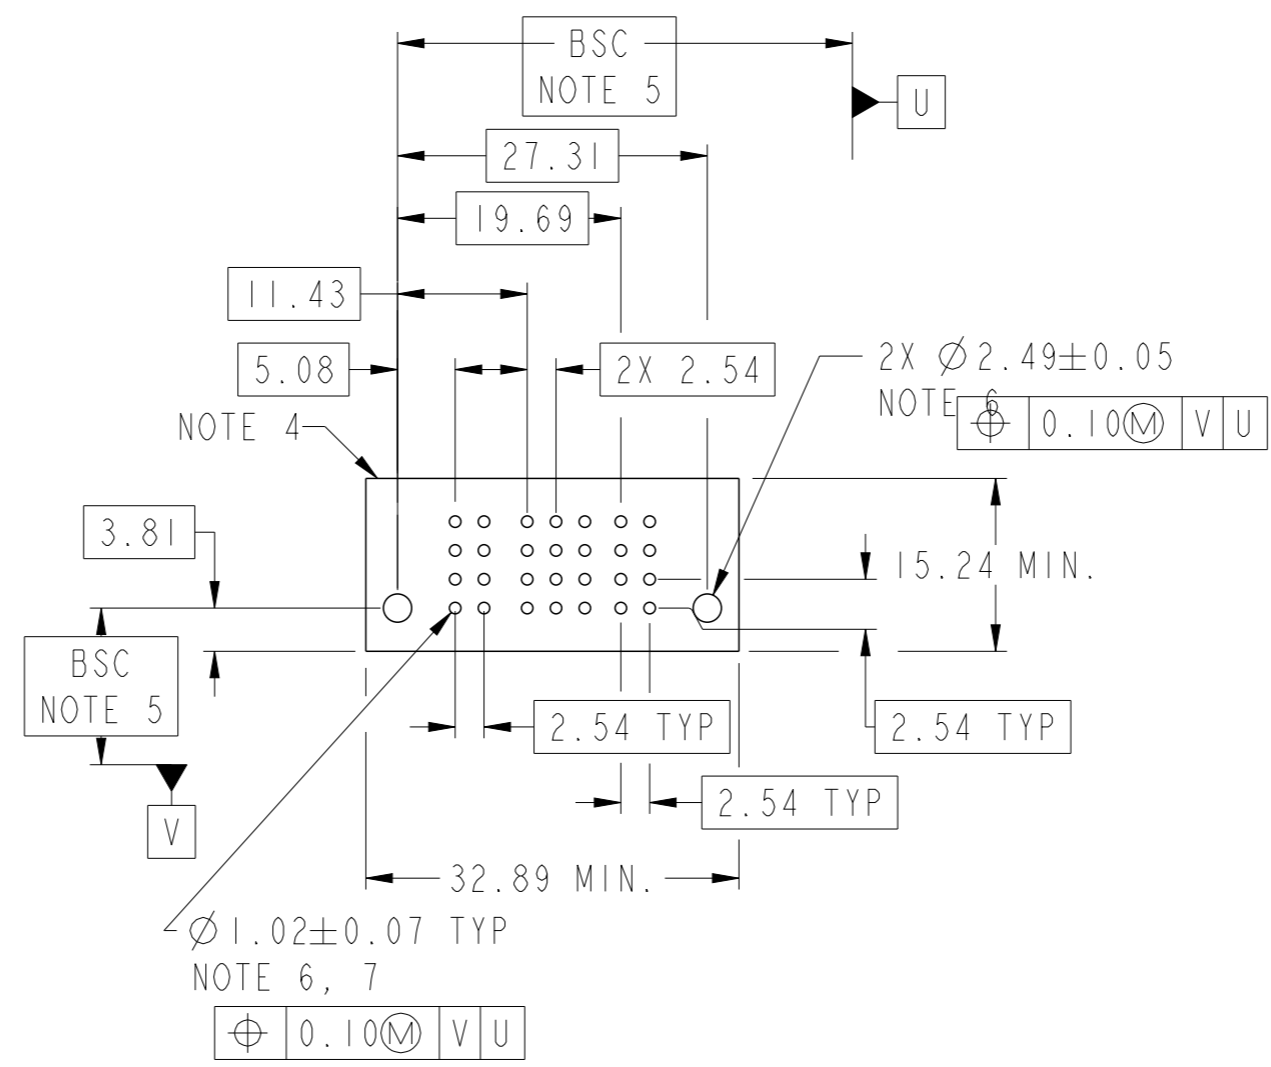 BSC
NOTE 5
U
27.31
19.69
11.43
5.08
2X 2.54
2X Ø2.49±0.05
NOTE 6
⌖ 0.10Ⓜ V U
NOTE 4
3.81
15.24 MIN.
BSC
NOTE 5
2.54 TYP
2.54 TYP
2.54 TYP
V
32.89 MIN.
Ø1.02±0.07 TYP
NOTE 6, 7
⌖ 0.10Ⓜ V U